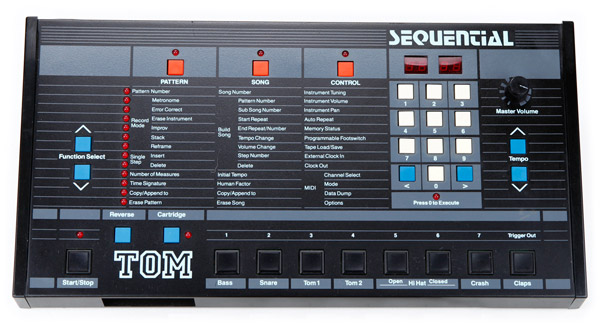 SEQUENTIAL
PATTERN SONG CONTROL
Pattern Number Song Number Instrument Tuning
Metronome Pattern Number Instrument Volume
Error Correct Sub Song Number Instrument Pan
Record Mode Erase Instrument Build Song Start Repeat Auto Repeat
Improv End Repeat/Number Memory Status
Stack Tempo Change Programmable Footswitch
Reframe Volume Change Tape Load/Save
Single Step Insert Step Number External Clock In
Delete Delete Clock Out
Number of Measures Initial Tempo MIDI Channel Select
Time Signature Human Factor Mode
Copy/Append to Copy/Append to Data Dump
Erase Pattern Erase Song Options
Function Select
1 2 3
4 5 6
7 8 9
< 0 >
Press 0 to Execute
Master Volume
Tempo
Reverse Cartridge
1 2 3 4 5 6 7 Trigger Out
TOM
Start/Stop Bass Snare Tom 1 Tom 2 Open Hi Hat Closed Crash Claps